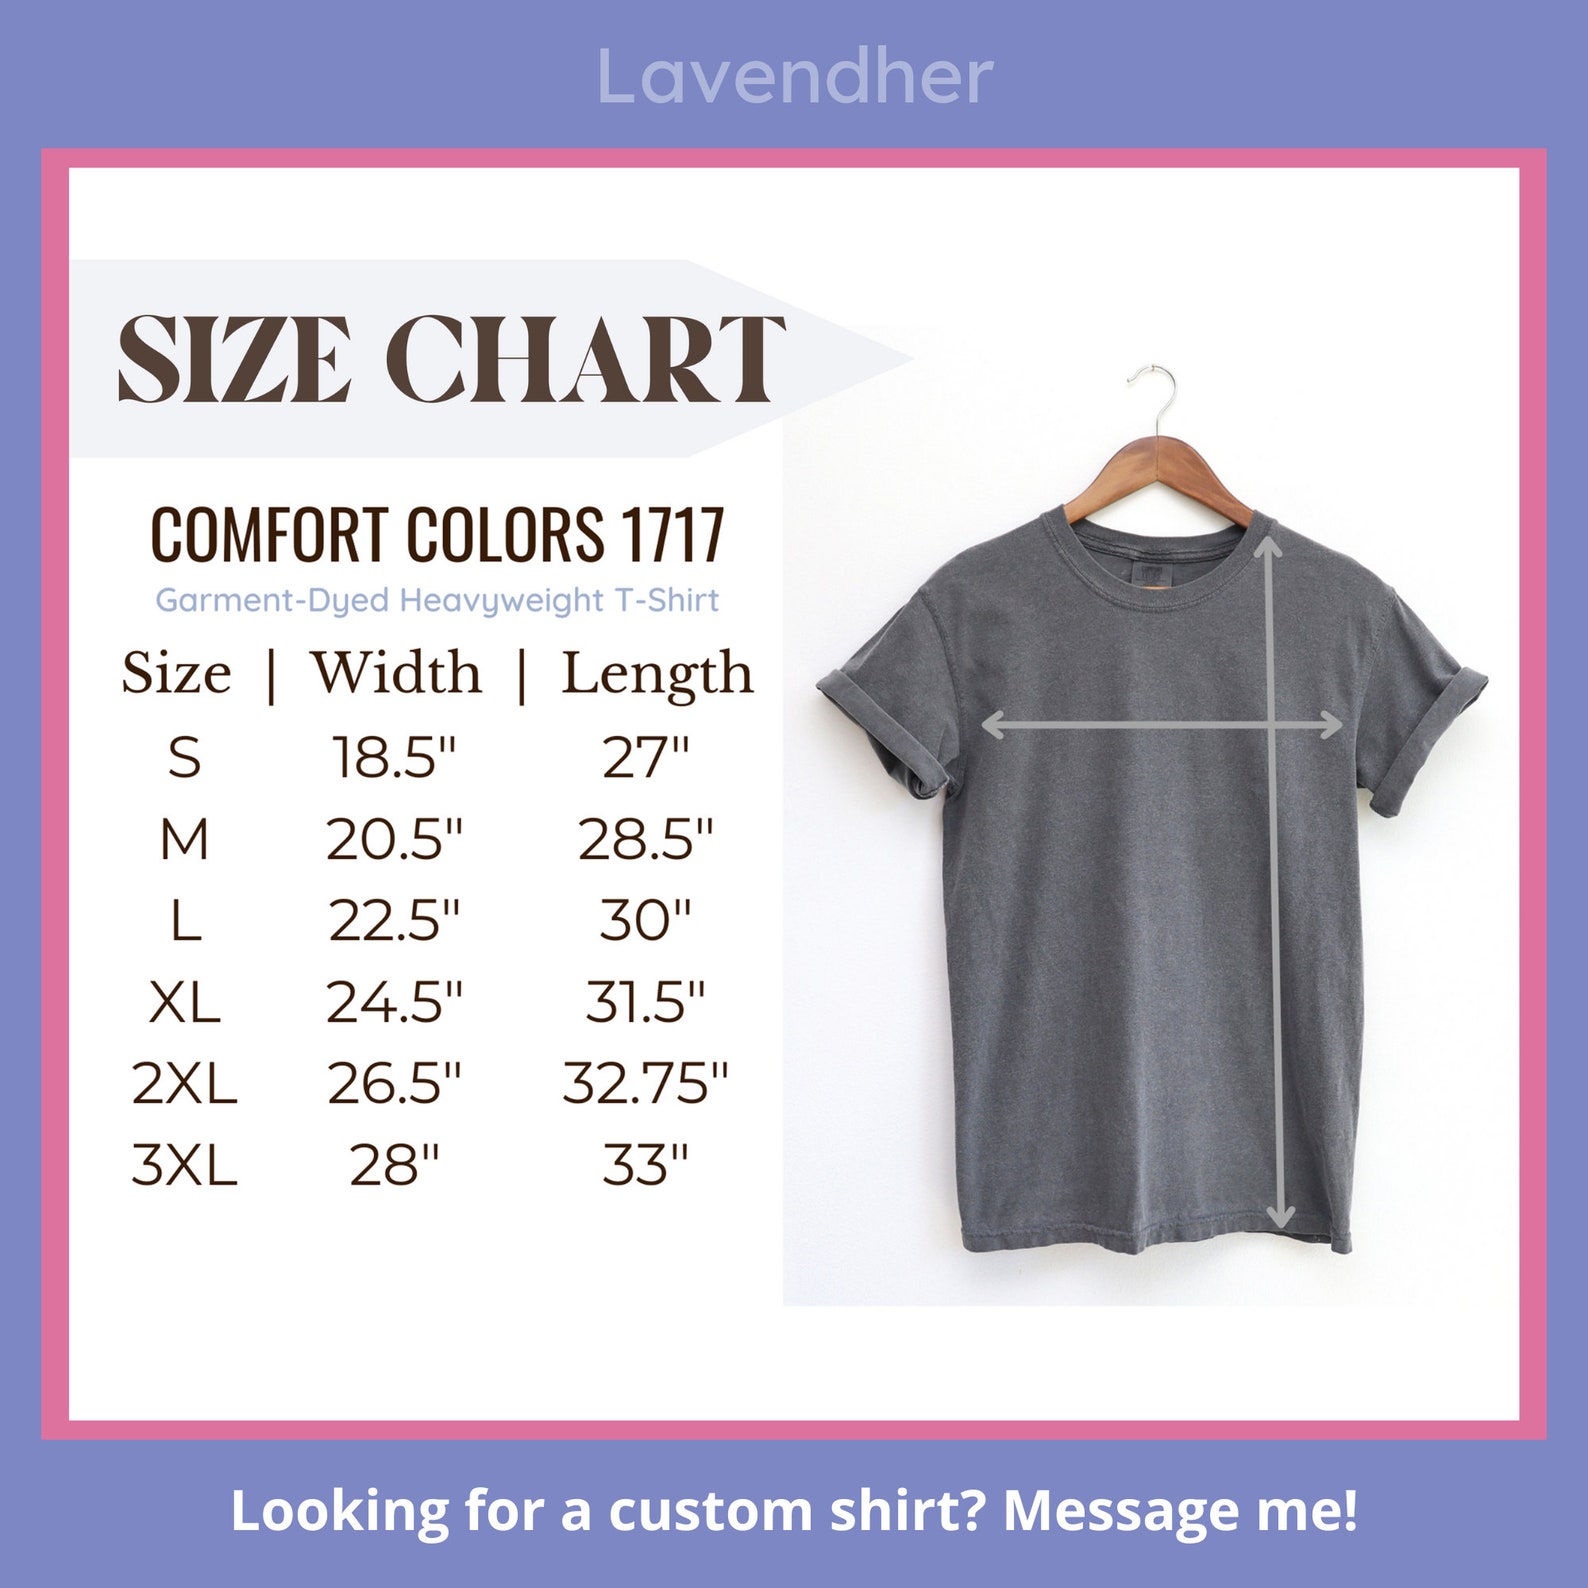 Lavendher
SIZE CHART
COMFORT COLORS 1717
Garment-Dyed Heavyweight T-Shirt
Size | Width | Length
S 18.5" 27"
M 20.5" 28.5"
L 22.5" 30"
XL 24.5" 31.5"
2XL 26.5" 32.75"
3XL 28" 33"
Looking for a custom shirt? Message me!